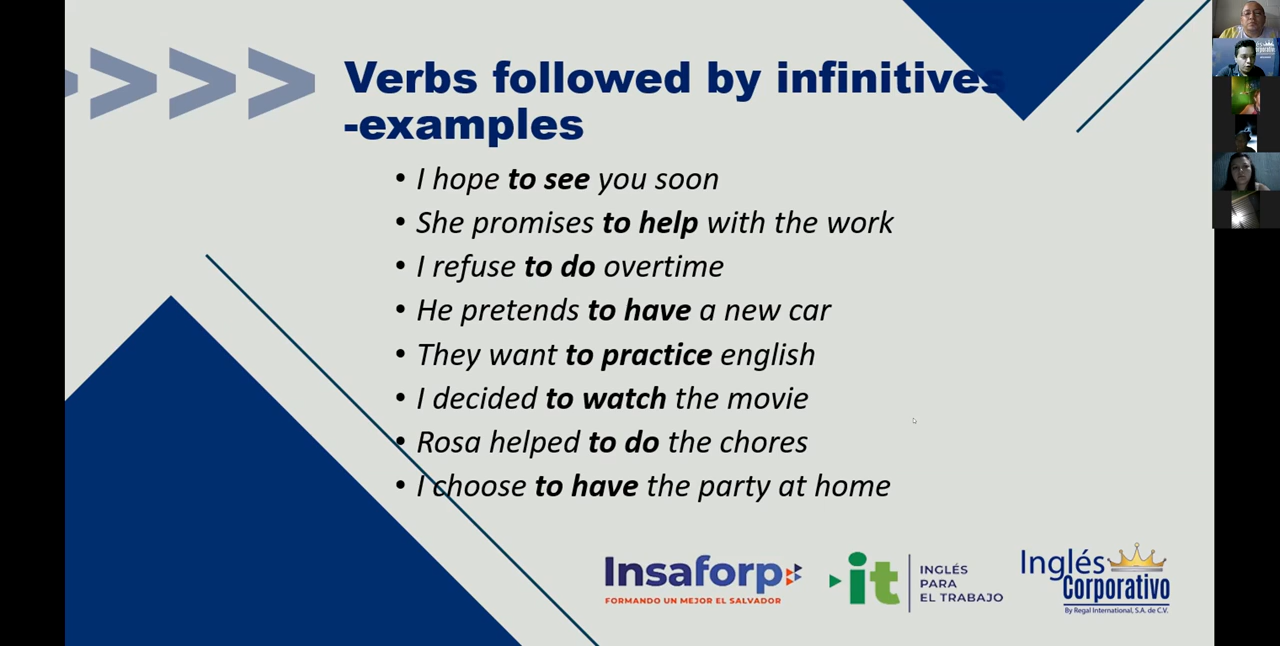 Verbs followed by infinitives
-examples
• I hope to see you soon
• She promises to help with the work
• I refuse to do overtime
• He pretends to have a new car
• They want to practice english
• I decided to watch the movie
• Rosa helped to do the chores
• I choose to have the party at home
Insaforp
FORMANDO UN MEJOR EL SALVADOR
it
INGLÉS
PARA
EL TRABAJO
Inglés
Corporativo
By Regal International, S.A. de C.V.